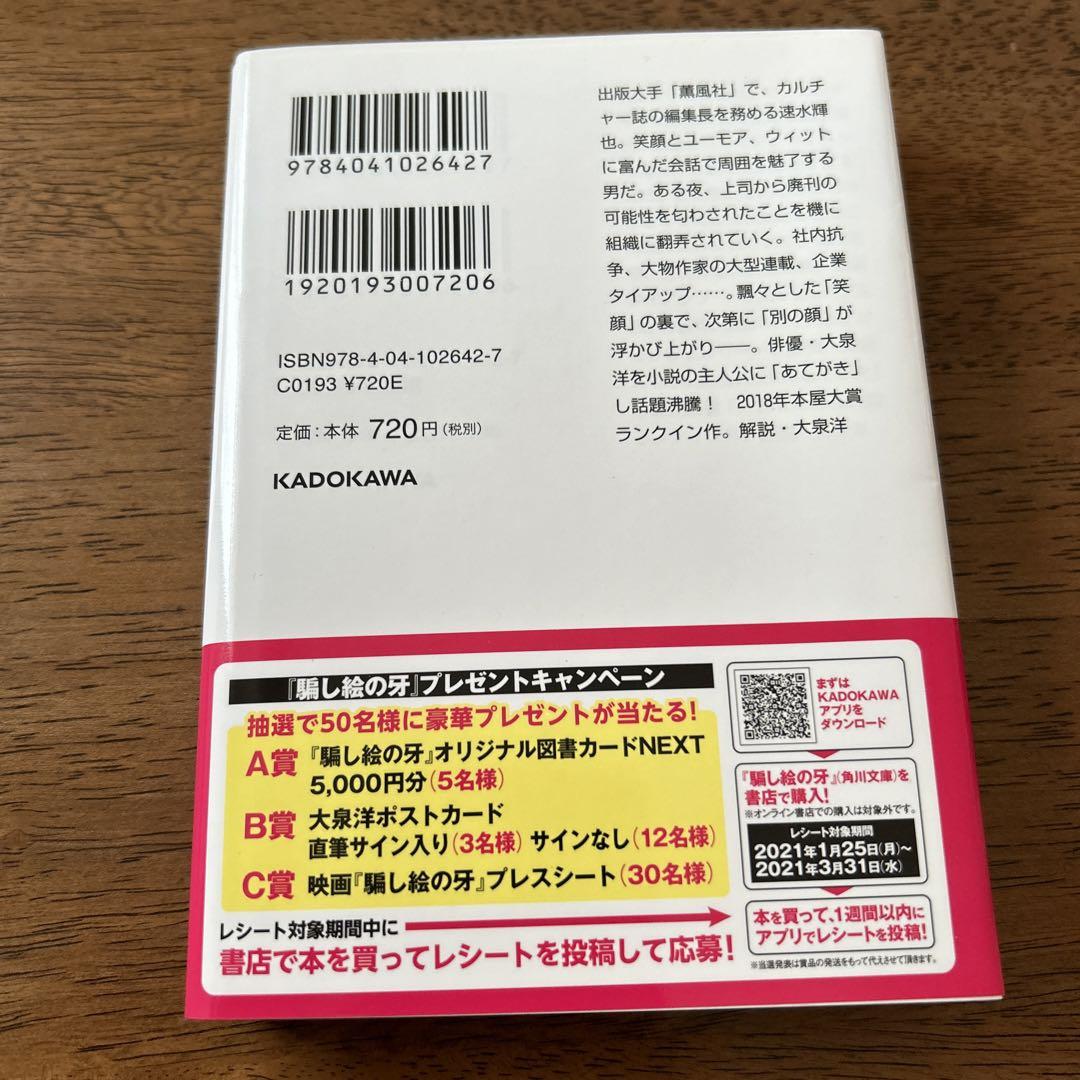 9784041026427
1920193007206
ISBN978-4-04-102642-7
C0193 ¥720E
定価:本体 720円(税別)
KADOKAWA
出版大手「薫風社」で、カルチ
ャー誌の編集長を務める速水輝
也。笑顔とユーモア、ウィット
に富んだ会話で周囲を魅了する
男だ。ある夜、上司から廃刊の
可能性を匂わされたことを機に
組織に翻弄されていく。社内抗
争、大物作家の大型連載、企業
タイアップ……。飄々とした「笑
顔」の裏で、次第に「別の顔」が
浮かび上がり――。俳優・大泉
洋を小説の主人公に「あてがき」
し話題沸騰! 2018年本屋大賞
ランクイン作。解説・大泉洋
『騙し絵の牙』プレゼントキャンペーン
抽選で50名様に豪華プレゼントが当たる!
A賞 『騙し絵の牙』オリジナル図書カードNEXT
5,000円分(5名様)
B賞 大泉洋ポストカード
直筆サイン入り(3名様) サインなし(12名様)
C賞 映画『騙し絵の牙』プレスシート(30名様)
レシート対象期間中に
書店で本を買ってレシートを投稿して応募!
まずは
KADOKAWA
アプリを
ダウンロード
『騙し絵の牙』(角川文庫)を
書店で購入!
※オンライン書店での購入は対象外です。
レシート対象期間
2021年1月25日(月)~
2021年3月31日(水)
本を買って、1週間以内に
アプリでレシートを投稿!
※当選発表は賞品の発送をもって代えさせて頂きます。